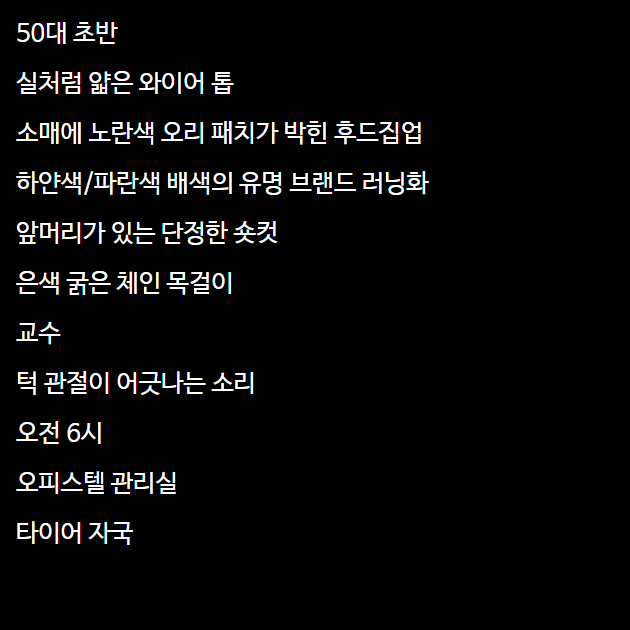 50대 초반
실처럼 얇은 와이어 톱
소매에 노란색 오리 패치가 박힌 후드집업
하얀색/파란색 배색의 유명 브랜드 러닝화
앞머리가 있는 단정한 숏컷
은색 굵은 체인 목걸이
교수
턱 관절이 어긋나는 소리
오전 6시
오피스텔 관리실
타이어 자국